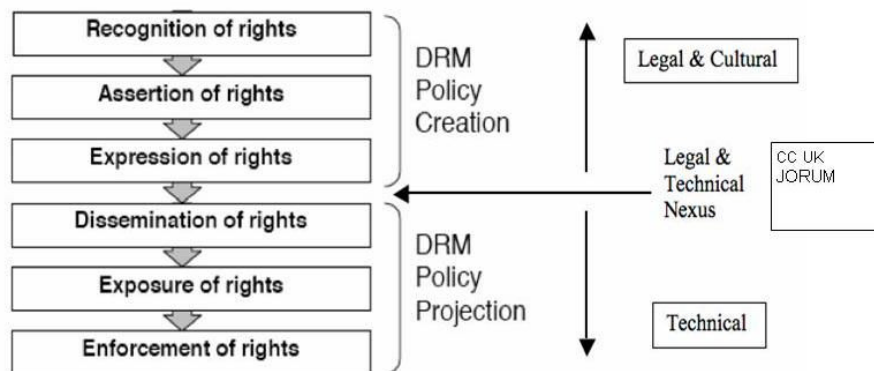 Recognition of rights
Assertion of rights
Expression of rights
Dissemination of rights
Exposure of rights
Enforcement of rights
DRM
Policy
Creation
DRM
Policy
Projection
Legal & Cultural
Legal &
Technical
Nexus
CC UK
JORUM
Technical